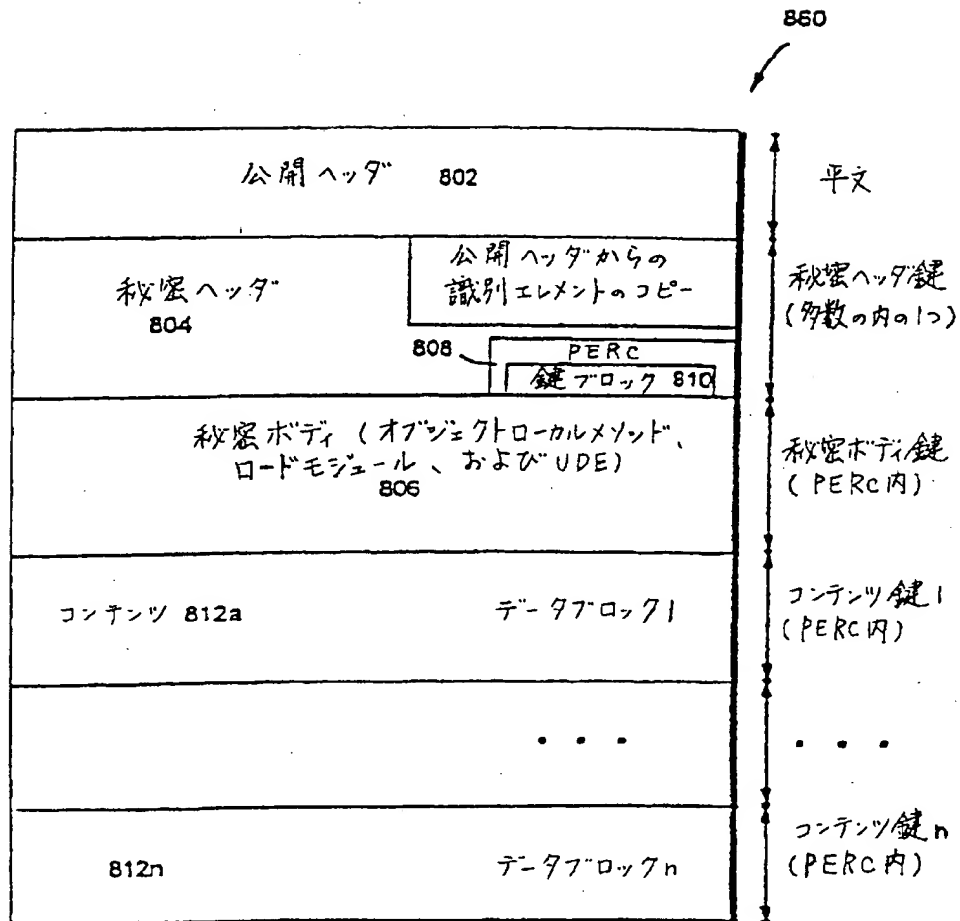 860
公開ヘッダ 802
平文
秘密ヘッダ
804
公開ヘッダからの
識別エレメントのコピー
808
PERC
鍵ブロック 810
秘密ヘッダ鍵
(多数の内の1つ)
秘密ボディ (オブジェクトローカルメソッド、
ロードモジュール、およびUDE)
806
秘密ボディ鍵
(PERC内)
コンテンツ 812a
データブロック1
コンテンツ鍵1
(PERC内)
• • •
• • •
812n
データブロックn
コンテンツ鍵n
(PERC内)